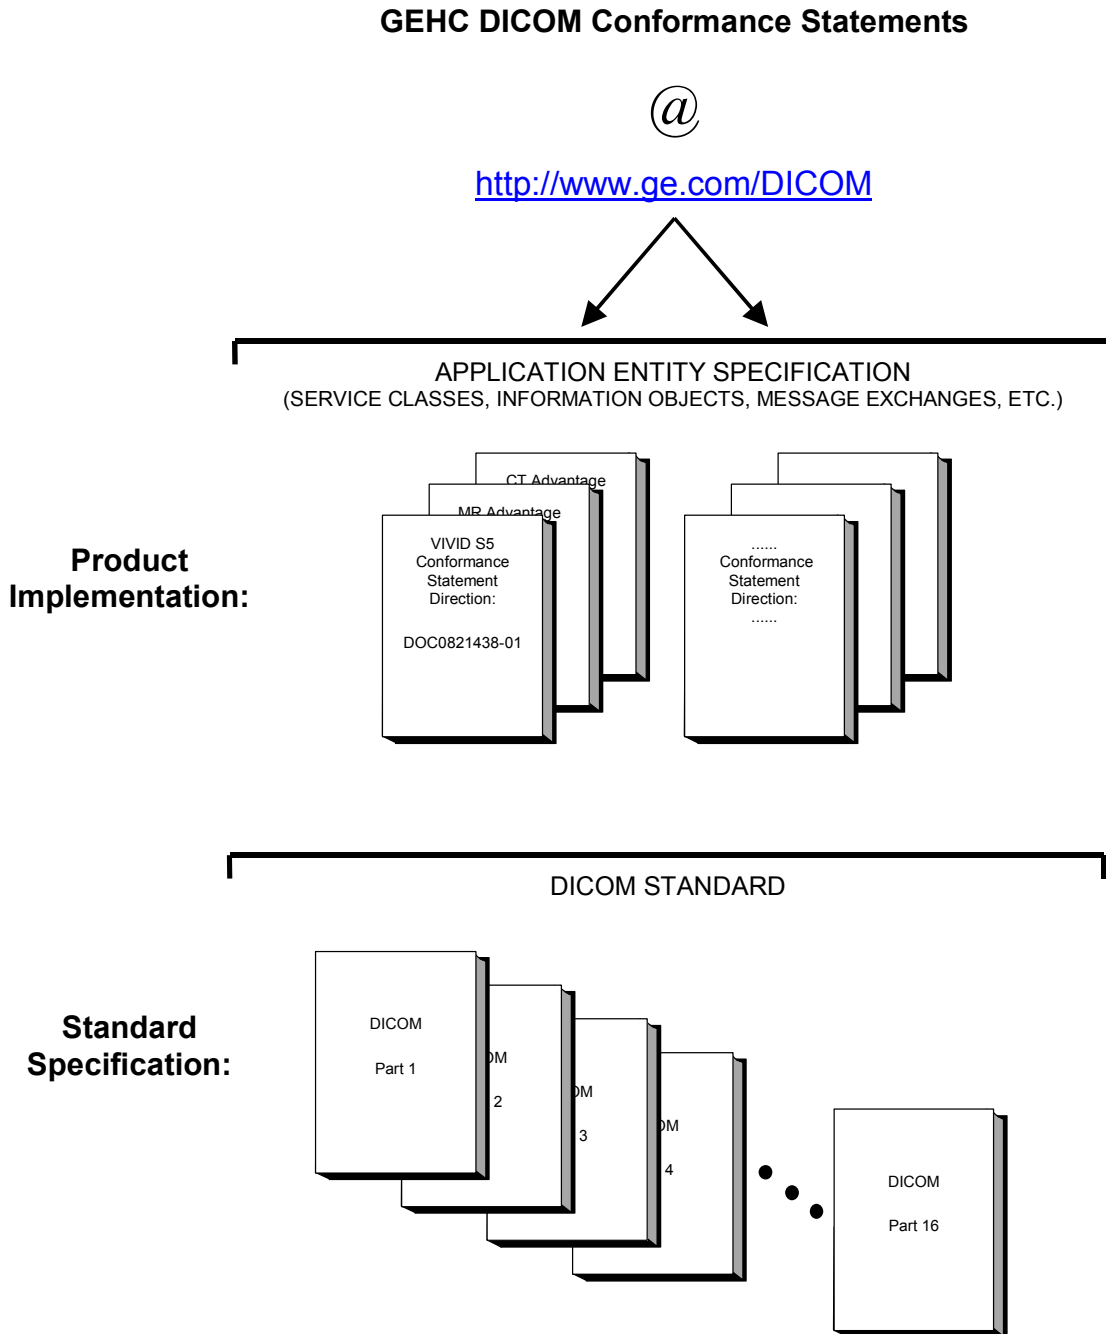 GEHC DICOM Conformance Statements
@
http://www.ge.com/DICOM
APPLICATION ENTITY SPECIFICATION
(SERVICE CLASSES, INFORMATION OBJECTS, MESSAGE EXCHANGES, ETC.)
Product
Implementation:
CT Advantage
MR Advantage
VIVID S5
Conformance
Statement
Direction:
DOC0821438-01
......
Conformance
Statement
Direction:
......
DICOM STANDARD
Standard
Specification:
DICOM
Part 1
OM
2
OM
3
OM
4
DICOM
Part 16